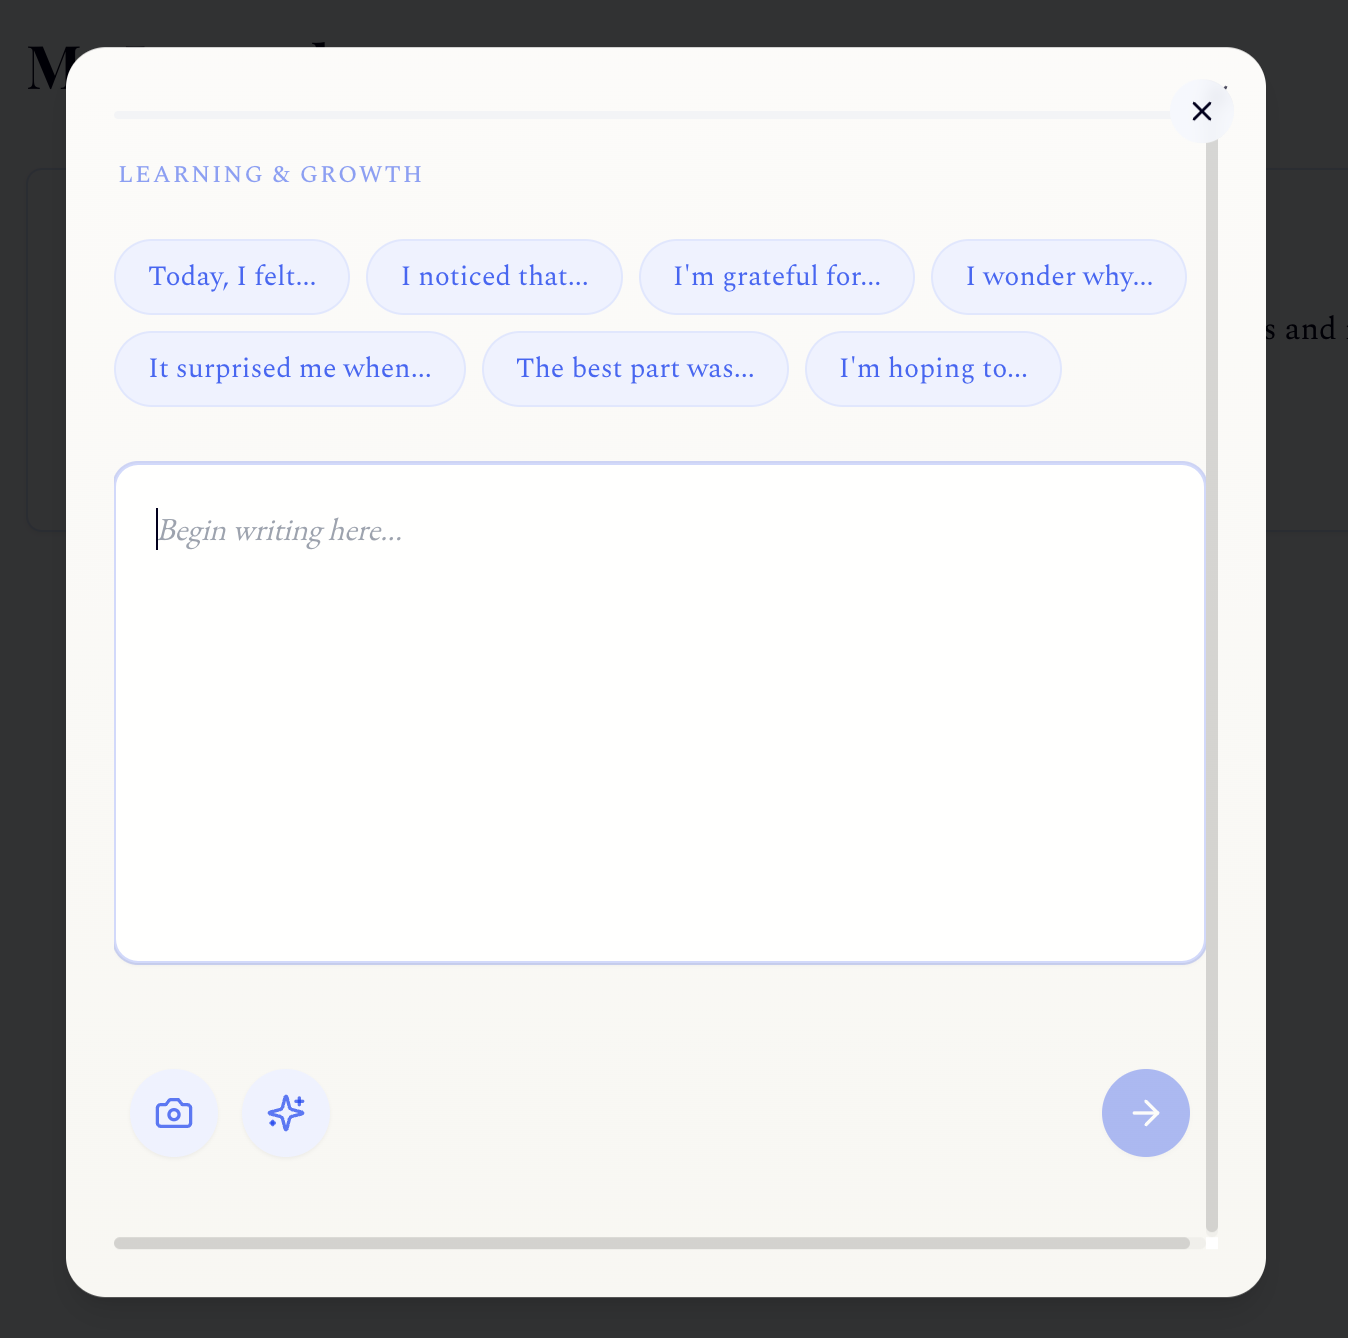 LEARNING & GROWTH
Today, I felt... I noticed that... I'm grateful for... I wonder why...
s and
It surprised me when... The best part was... I'm hoping to...
Begin writing here...